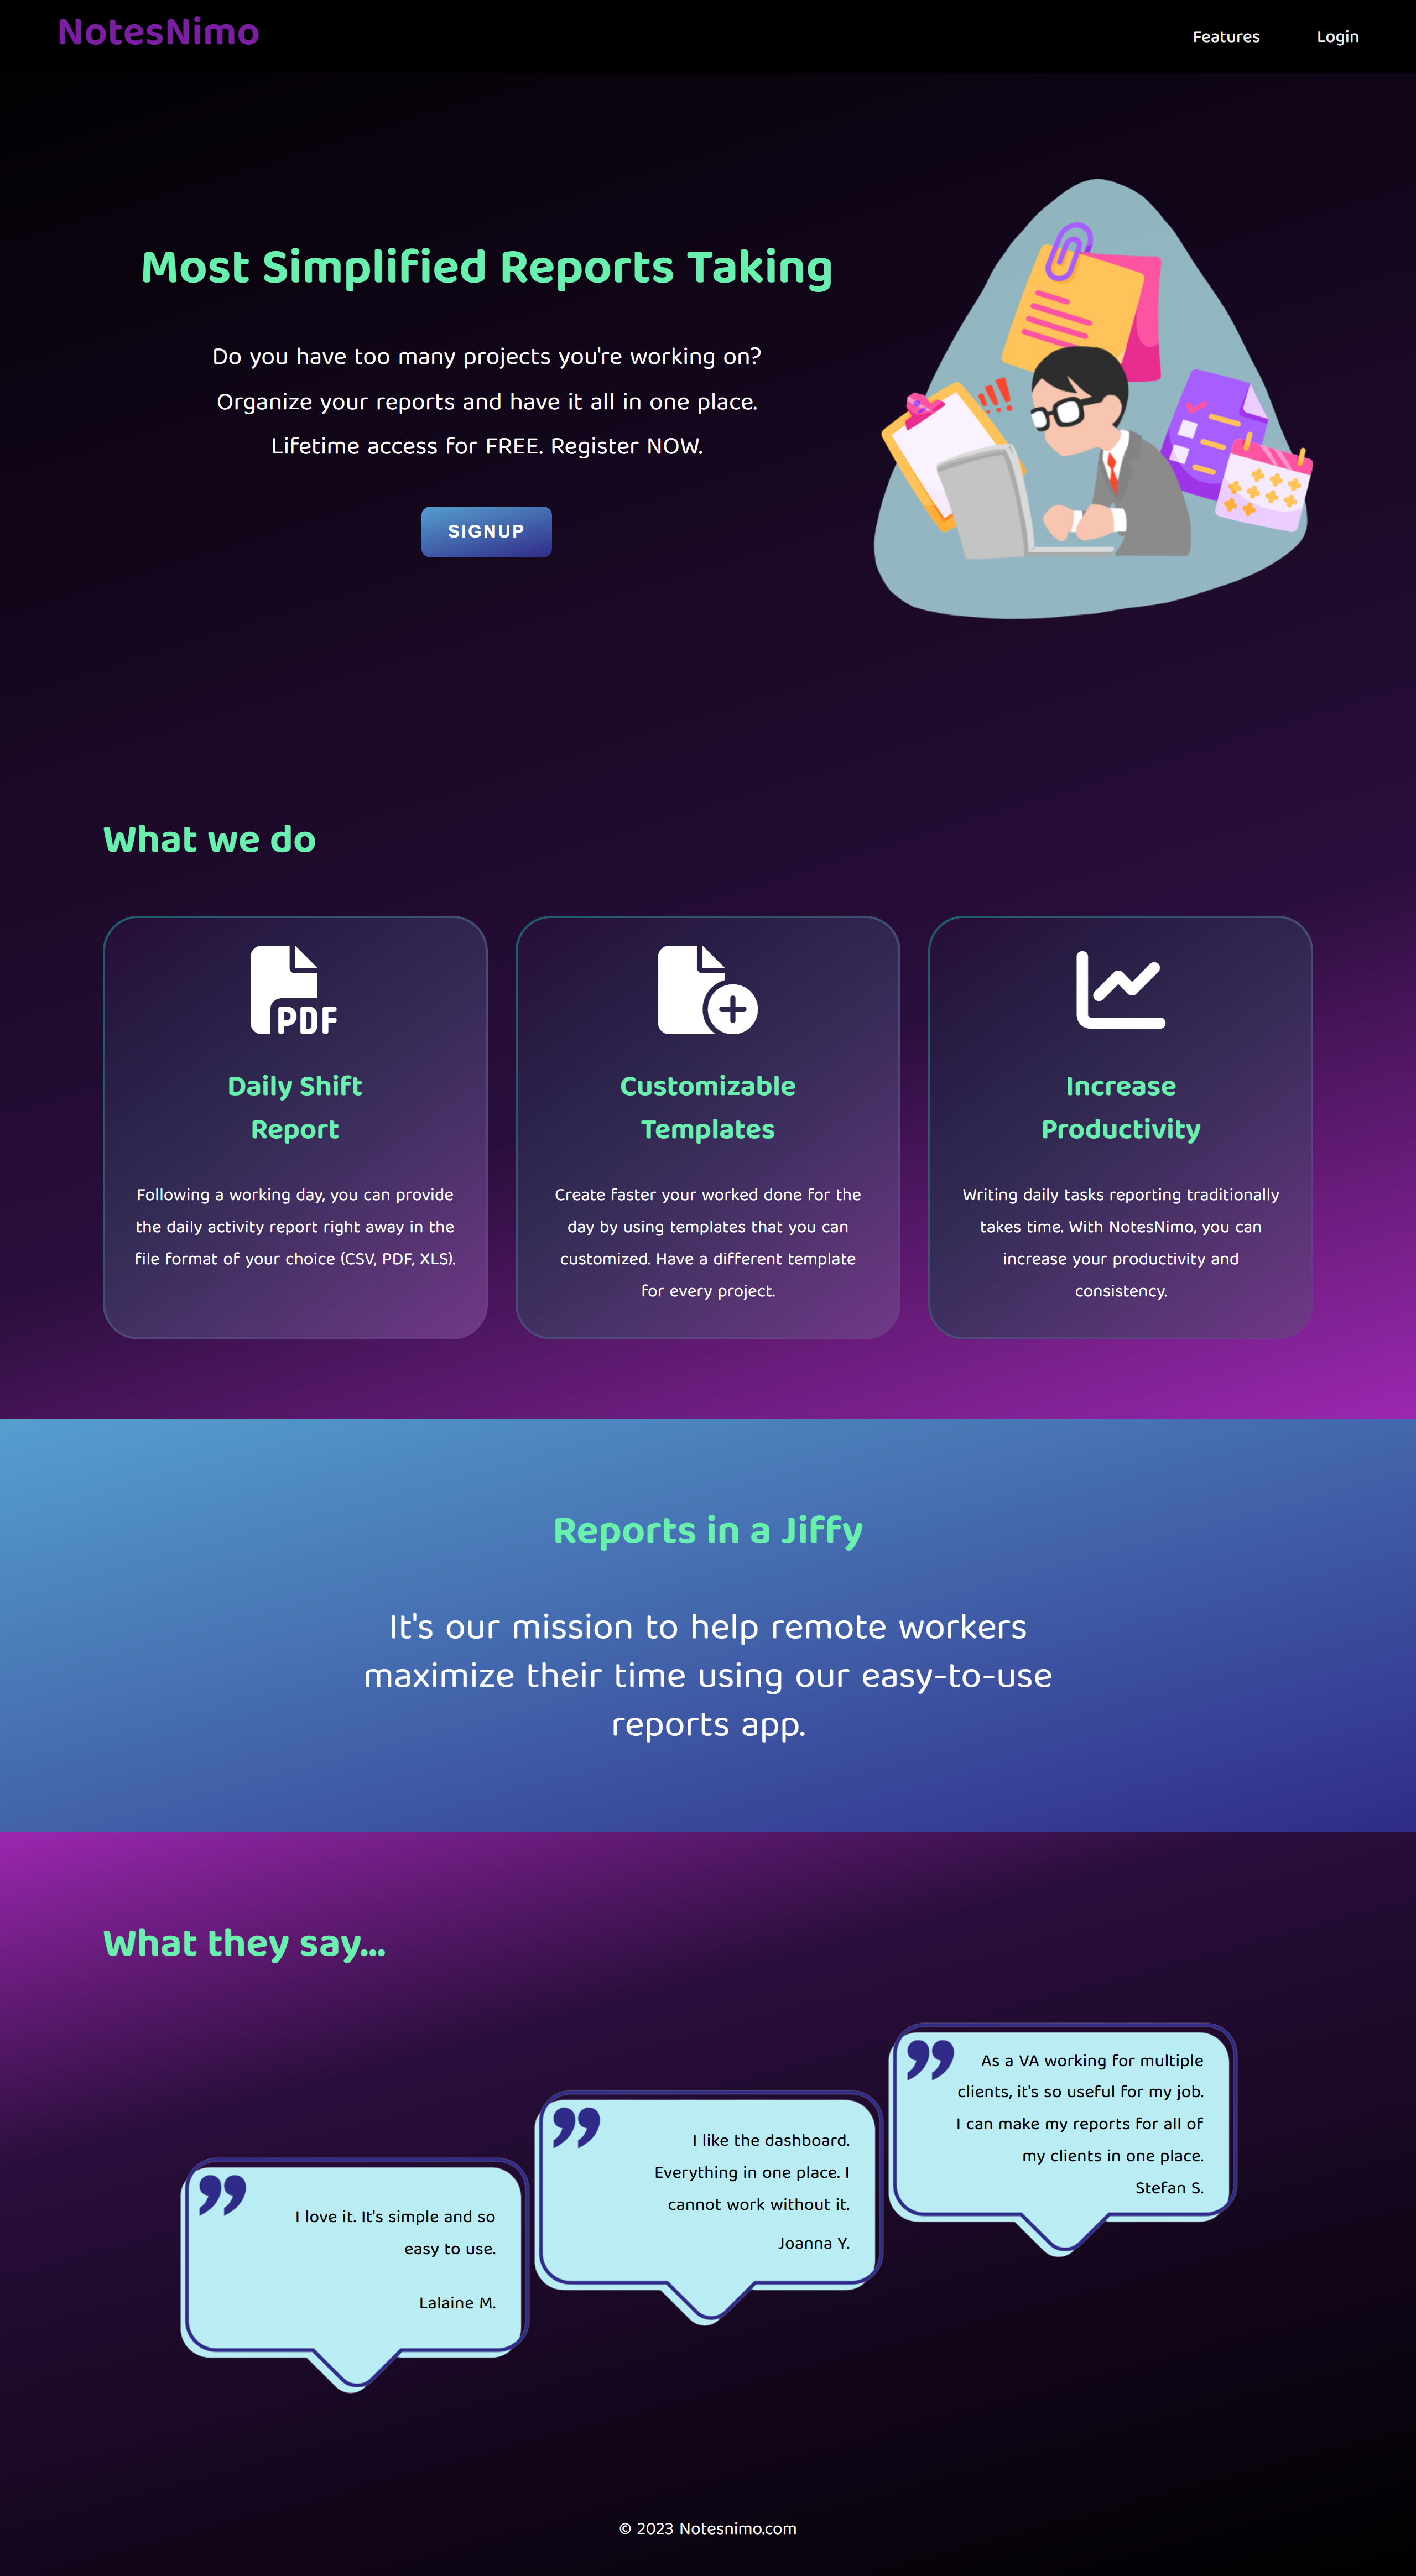 NotesNimo
Features
Login
Most Simplified Reports Taking
Do you have too many projects you're working on?
Organize your reports and have it all in one place.
Lifetime access for FREE. Register NOW.
SIGNUP
What we do
PDF
Daily Shift
Report
Following a working day, you can provide
the daily activity report right away in the
file format of your choice (CSV, PDF, XLS).
Customizable
Templates
Create faster your worked done for the
day by using templates that you can
customized. Have a different template
for every project.
Increase
Productivity
Writing daily tasks reporting traditionally
takes time. With NotesNimo, you can
increase your productivity and
consistency.
Reports in a Jiffy
It's our mission to help remote workers
maximize their time using our easy-to-use
reports app.
What they say...
I love it. It's simple and so
easy to use.
Lalaine M.
I like the dashboard.
Everything in one place. I
cannot work without it.
Joanna Y.
As a VA working for multiple
clients, it's so useful for my job.
I can make my reports for all of
my clients in one place.
Stefan S.
© 2023 Notesnimo.com